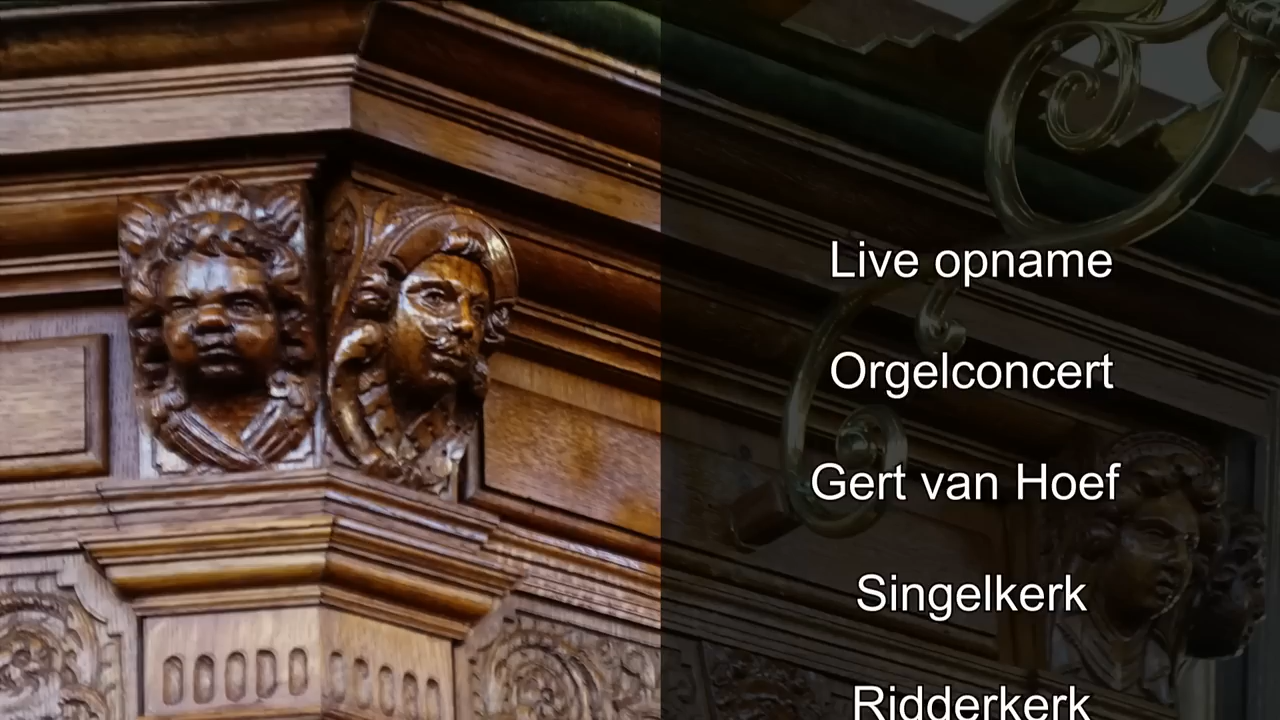 Live opname
Orgelconcert
Gert van Hoef
Singelkerk
Ridderkerk